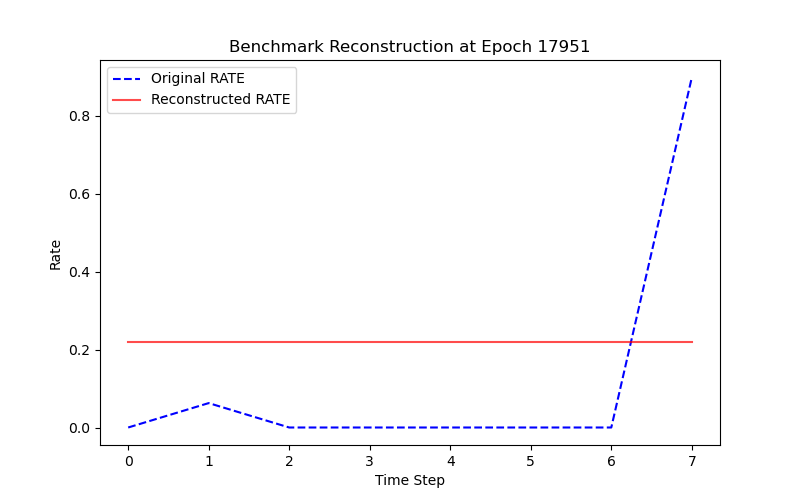 Benchmark Reconstruction at Epoch 17951
Original RATE
Reconstructed RATE
0.8
0.6
0.4
0.2
0.0
Rate
0 1 2 3 4 5 6 7
Time Step